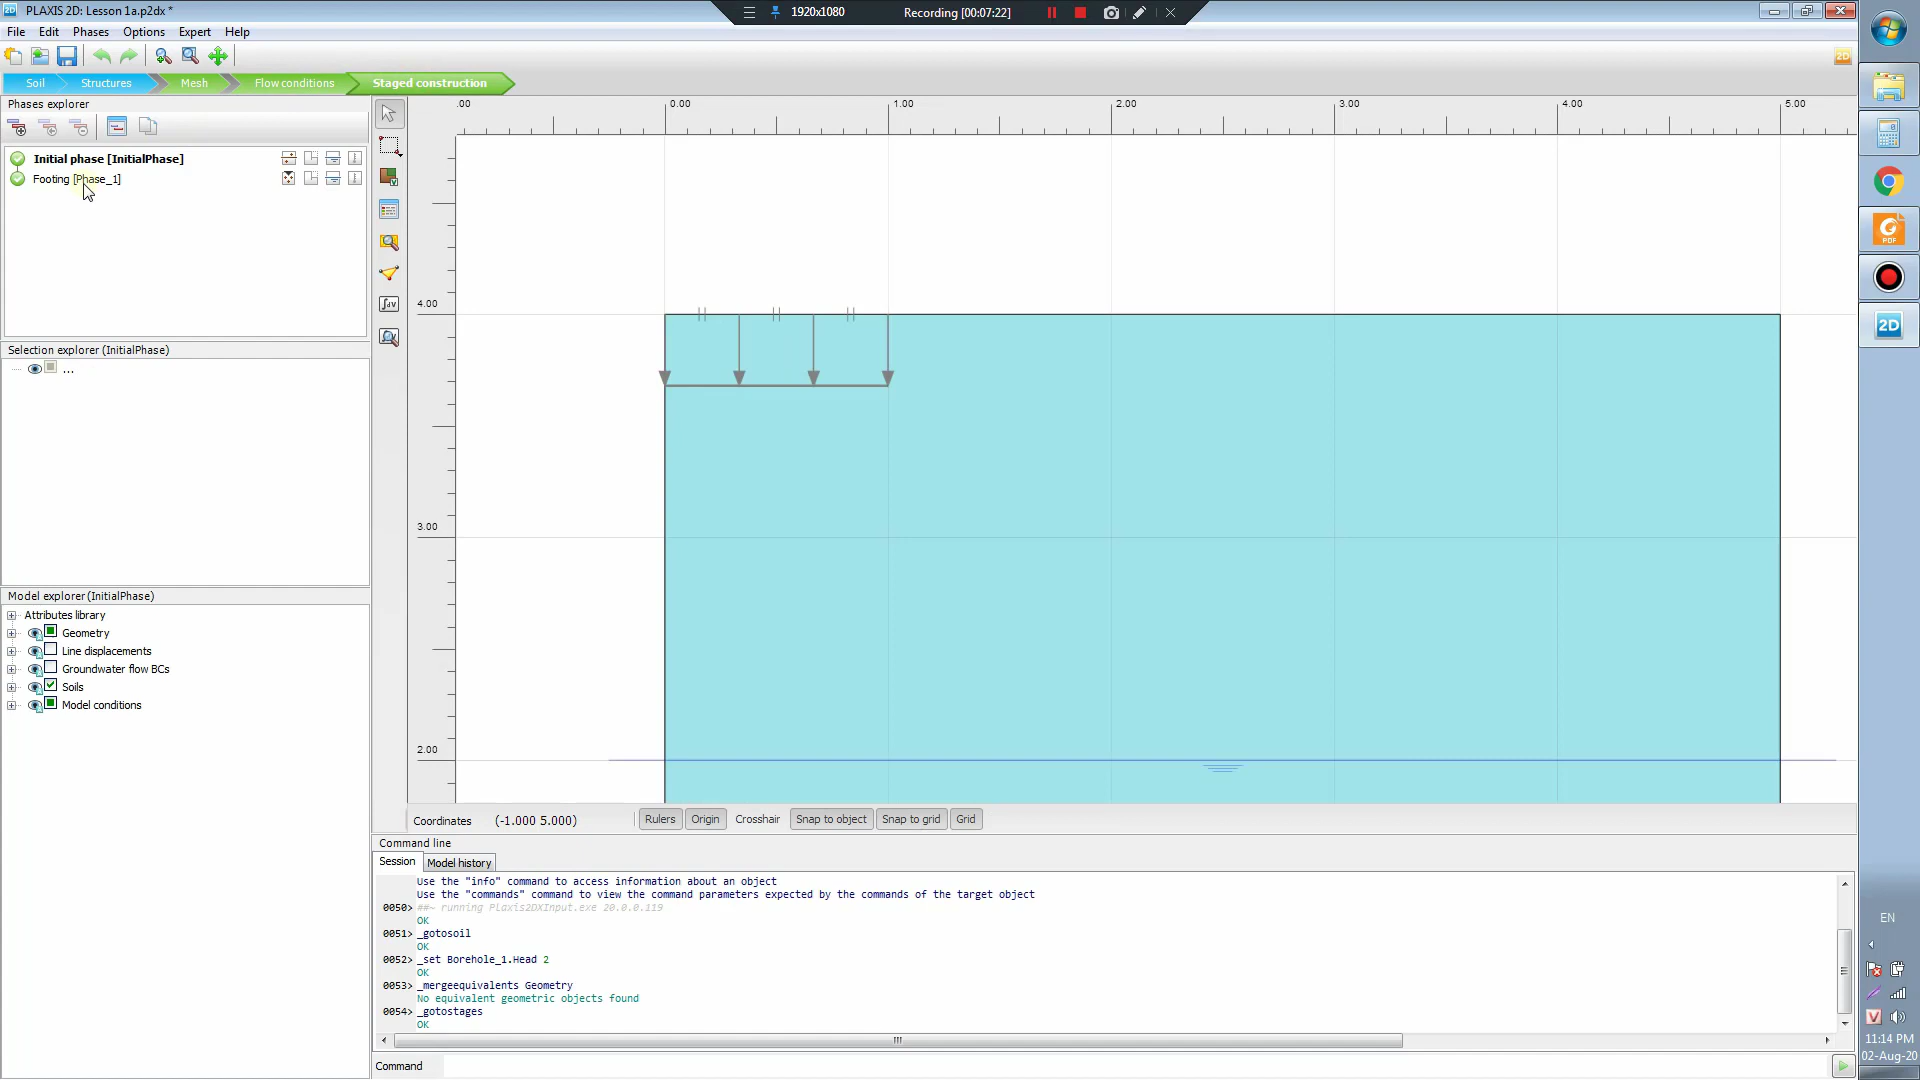 PLAXIS 2D: Lesson 1a.p2dx *
1920x1080
Recording [00:07:22]
File Edit Phases Options Expert Help
Soil Structures Mesh Flow conditions Staged construction
Phases explorer
Initial phase [InitialPhase]
Footing [Phase_1]
Selection explorer (InitialPhase)
...
Model explorer (InitialPhase)
Attributes library
Geometry
Line displacements
Groundwater flow BCs
Soils
Model conditions
.00 0.00 1.00 2.00 3.00 4.00 5.00
4.00
3.00
2.00
Coordinates (-1.000 5.000) Rulers Origin Crosshair Snap to object Snap to grid Grid
Command line
Session Model history
Use the "info" command to access information about an object
Use the "commands" command to view the command parameters expected by the commands of the target object
0050> ##~ running Plaxis2DXInput.exe 20.0.0.119
OK
0051> _gotosoil
OK
0052> _set Borehole_1.Head 2
OK
0053> _mergeequivalents Geometry
No equivalent geometric objects found
0054> _gotostages
OK
Command
2D
PDF
2D
EN
11:14 PM
02-Aug-20